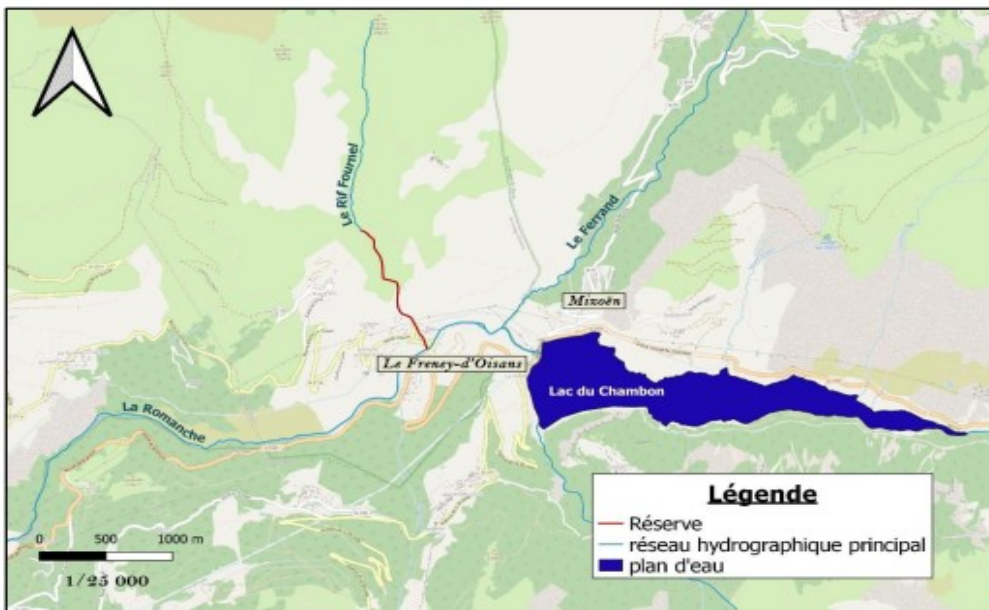 Le Rif Fournel
Le Ferrand
Mizoën
Le Freney-d'Oisans
Lac du Chambon
La Romanche
Légende
Réserve
réseau hydrographique principal
plan d'eau
0 500 1000 m
1/25 000